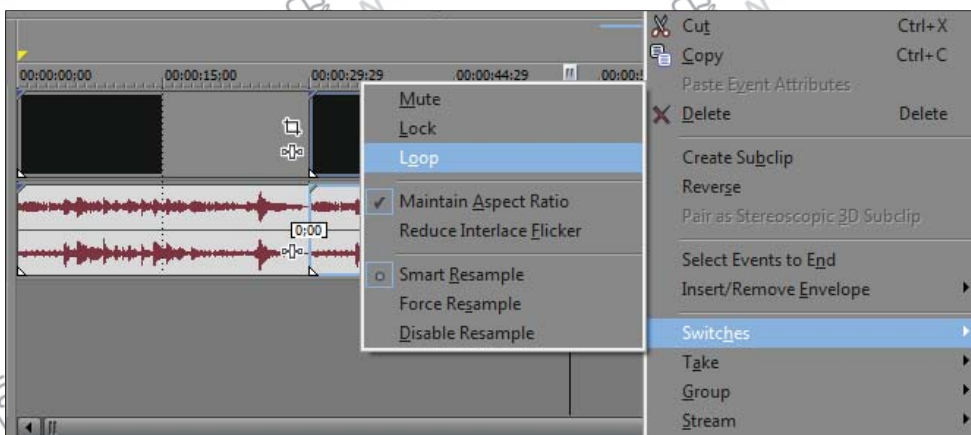 00:00:00;00 00:00:15;00 00:00:29;29 00:00:44;29
0;00
Mute
Lock
Loop
Maintain Aspect Ratio
Reduce Interlace Flicker
Smart Resample
Force Resample
Disable Resample
Cut Ctrl+X
Copy Ctrl+C
Paste Event Attributes
Delete Delete
Create Subclip
Reverse
Pair as Stereoscopic 3D Subclip
Select Events to End
Insert/Remove Envelope
Switches
Take
Group
Stream